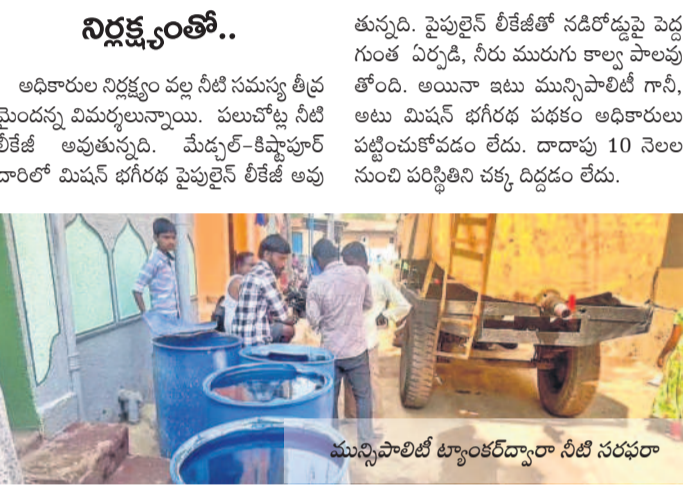 నిర్లక్ష్యంతో..
అధికారుల నిర్లక్ష్యం వల్ల నీటి సమస్య తీవ్ర
మైందన్న విమర్శలున్నాయి. పలుచోట్ల నీటి
లీకేజీ అవుతున్నది. మేడ్చల్-కిష్టాపూర్
దారిలో మిషన్ భగీరథ పైపులైన్ లీకేజీ అవు
తున్నది. పైపులైన్ లీకేజీతో నడిరోడ్డుపై పెద్ద
గుంత ఏర్పడి, నీరు మురుగు కాల్వ పాలవు
తోంది. అయినా ఇటు మున్సిపాలిటీ గానీ,
అటు మిషన్ భగీరథ పథకం అధికారులు
పట్టించుకోవడం లేదు. దాదాపు 10 నెలల
నుంచి పరిస్థితిని చక్క దిద్దడం లేదు.
మున్సిపాలిటీ ట్యాంకర్‌ద్వారా నీటి సరఫరా